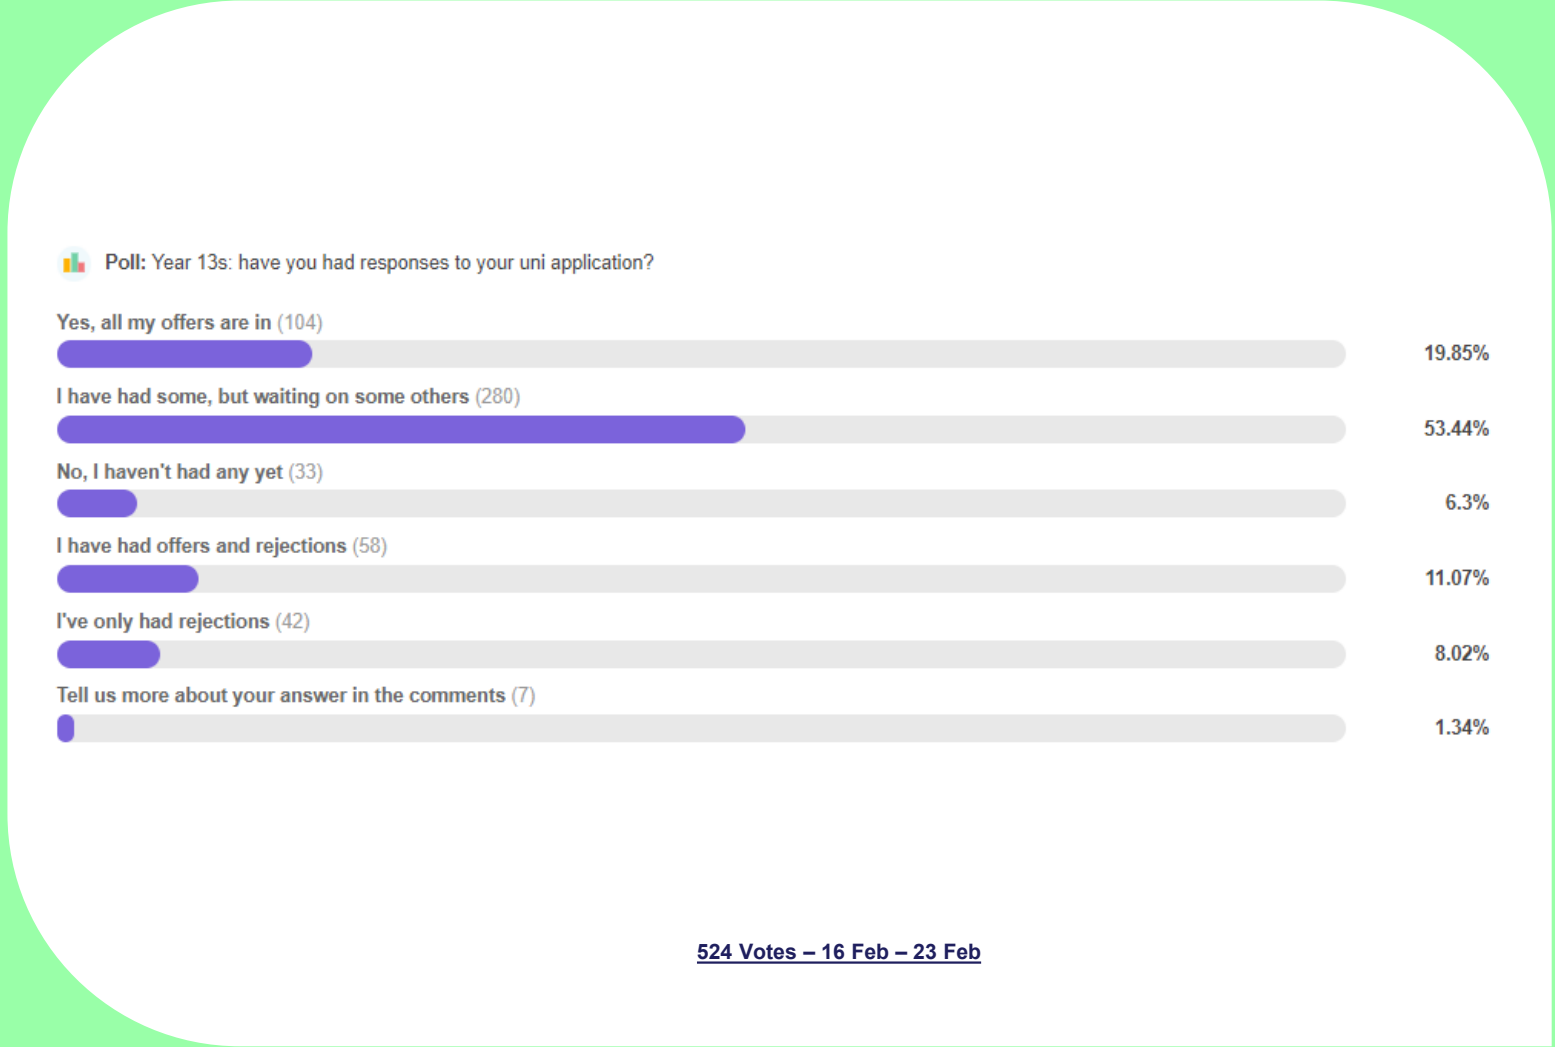 Poll: Year 13s: have you had responses to your uni application?
Yes, all my offers are in (104)
19.85%
I have had some, but waiting on some others (280)
53.44%
No, I haven't had any yet (33)
6.3%
I have had offers and rejections (58)
11.07%
I've only had rejections (42)
8.02%
Tell us more about your answer in the comments (7)
1.34%
524 Votes – 16 Feb – 23 Feb